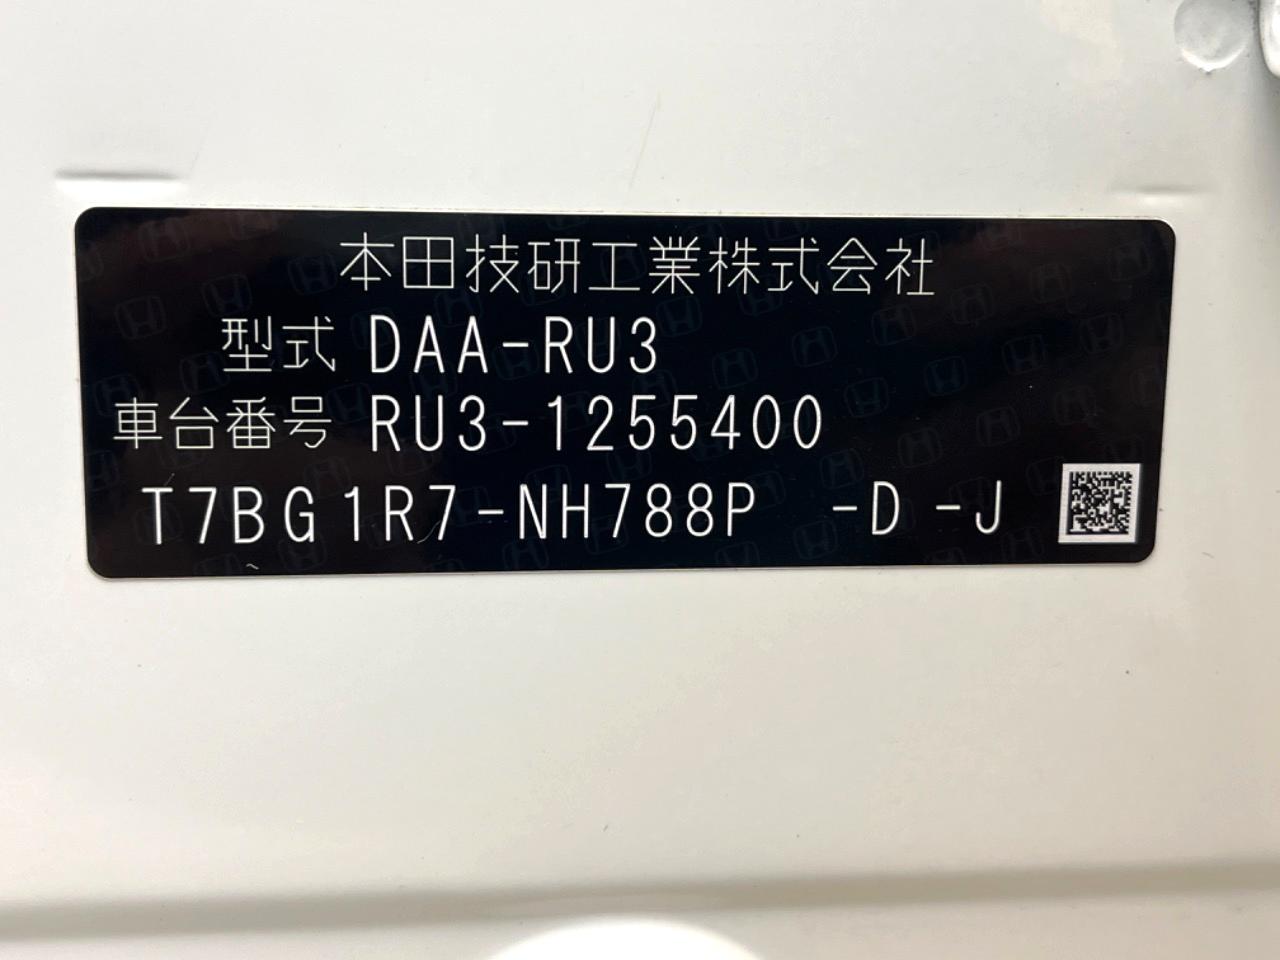 本田技研工業株式会社
型式 DAA-RU3
車台番号 RU3-1255400
T7BG1R7-NH788P -D -J